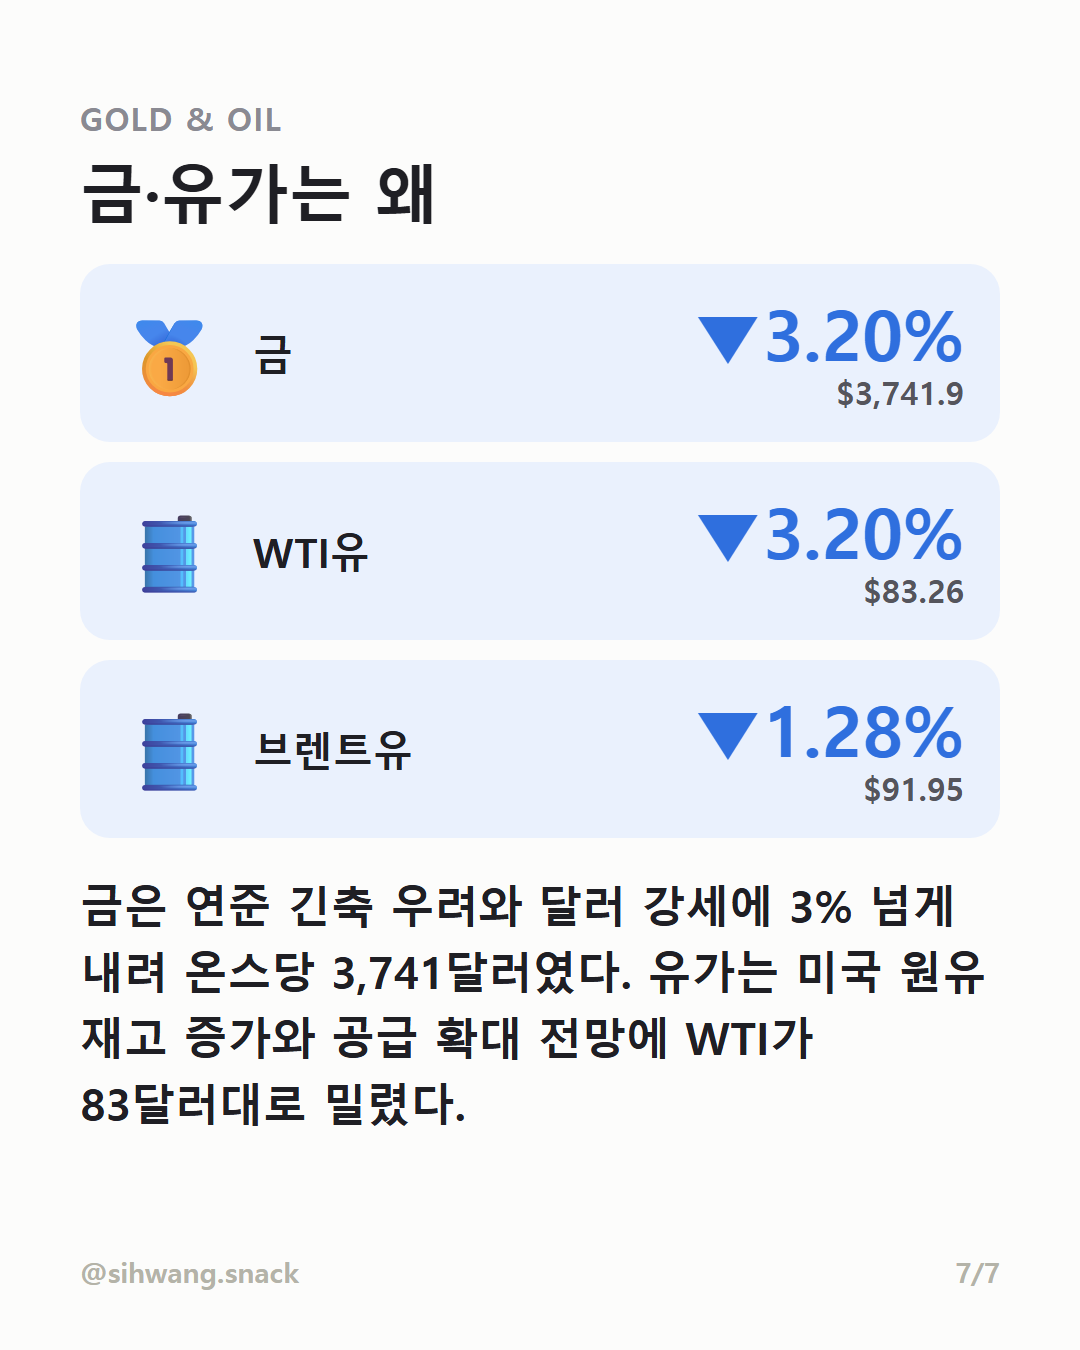 GOLD & OIL
금·유가는 왜
1
금
▼3.20%
$3,741.9
WTI유
▼3.20%
$83.26
브렌트유
▼1.28%
$91.95
금은 연준 긴축 우려와 달러 강세에 3% 넘게
내려 온스당 3,741달러였다. 유가는 미국 원유
재고 증가와 공급 확대 전망에 WTI가
83달러대로 밀렸다.
@sihwang.snack
7/7